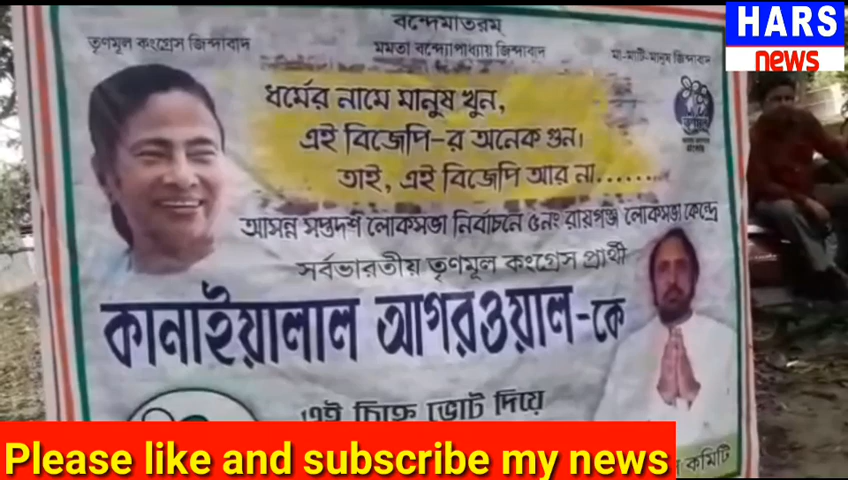 HARS
news
বন্দেমাতরম্
তৃণমূল কংগ্রেস জিন্দাবাদ
মমতা বন্দ্যোপাধ্যায় জিন্দাবাদ
মা-মাটি-মানুষ জিন্দাবাদ
ধর্মের নামে মানুষ খুন,
এই বিজেপি-র অনেক গুন।
তাই, এই বিজেপি আর না.......
আসন্ন সপ্তদশ লোকসভা নির্বাচনে ৫নং রায়গঞ্জ লোকসভা কেন্দ্রে
সর্বভারতীয় তৃণমূল কংগ্রেস প্রার্থী
কানাইয়ালাল আগরওয়াল-কে
এই চিহ্নে ভোট দিয়ে
কমিটি
Please like and subscribe my news